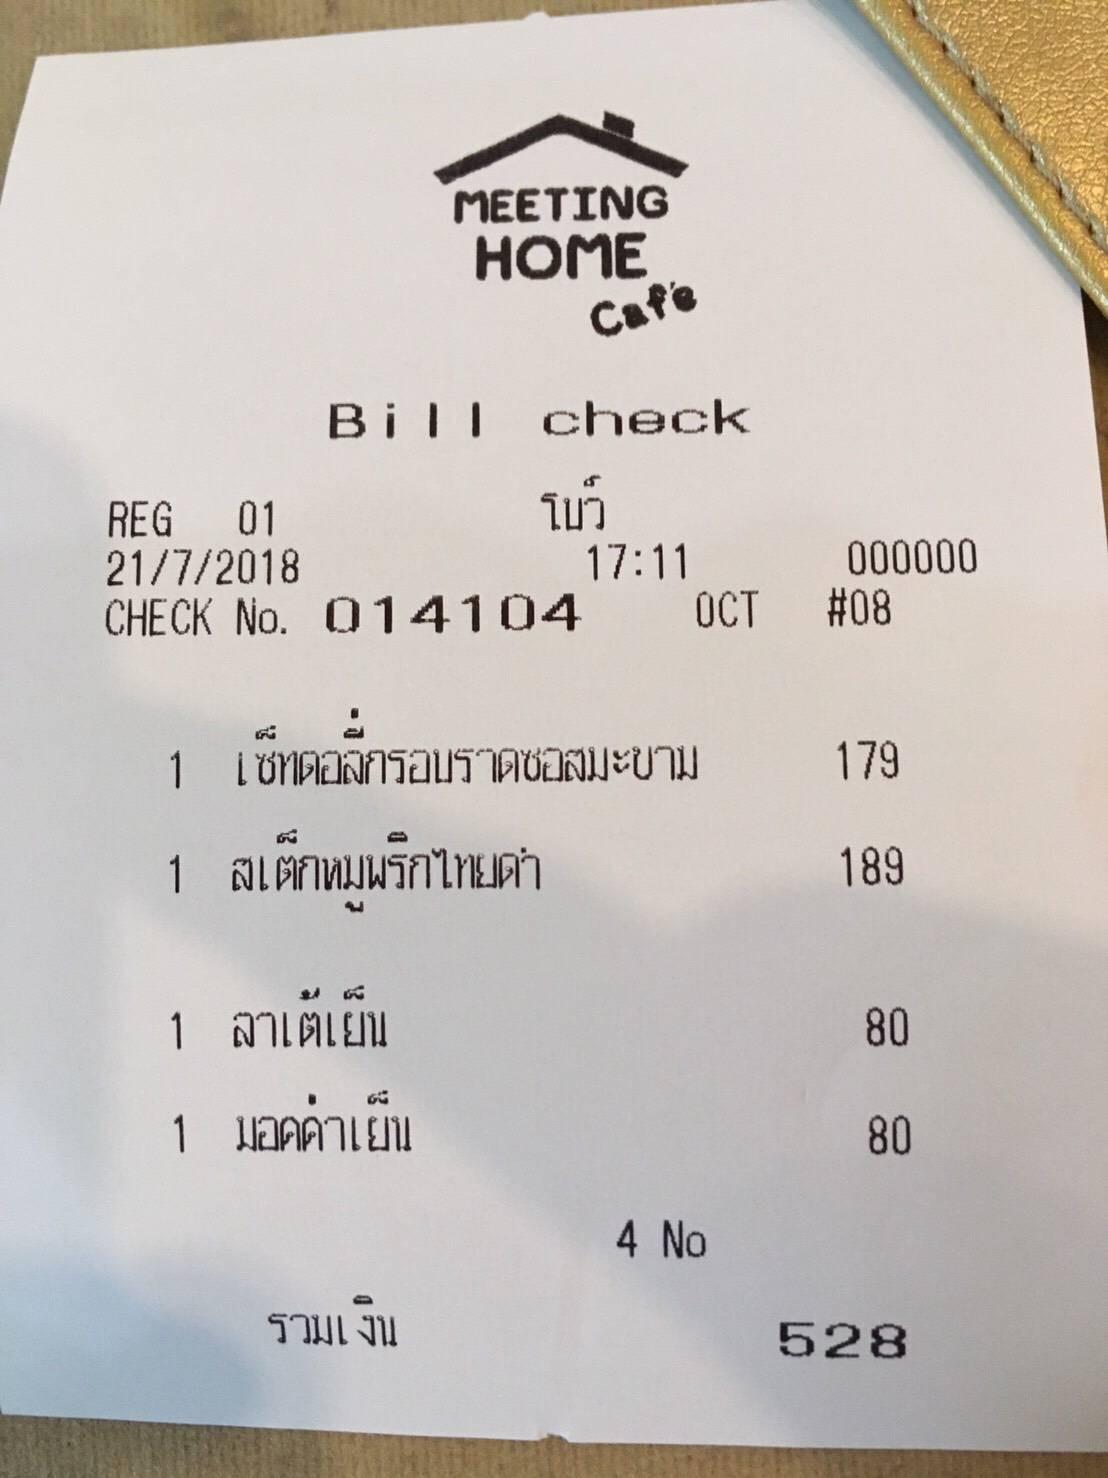 MEETING
HOME
Cafe
Bill check
REG 01 โบว์
21/7/2018 17:11 000000
CHECK No. 014104 OCT #08
1 เซ็ทดอลี่กรอบราดซอสมะขาม 179
1 สเต็กหมูพริกไทยดำ 189
1 ลาเต้เย็น 80
1 มอคค่าเย็น 80
4 No
รวมเงิน 528